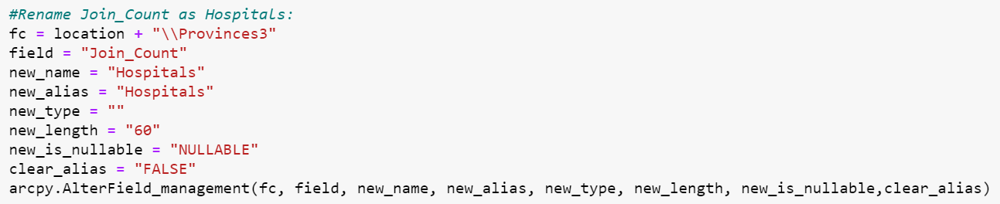 #Rename Join_Count as Hospitals:
fc = location + "\\Provinces3"
field = "Join_Count"
new_name = "Hospitals"
new_alias = "Hospitals"
new_type = ""
new_length = "60"
new_is_nullable = "NULLABLE"
clear_alias = "FALSE"
arcpy.AlterField_management(fc, field, new_name, new_alias, new_type, new_length, new_is_nullable,clear_alias)